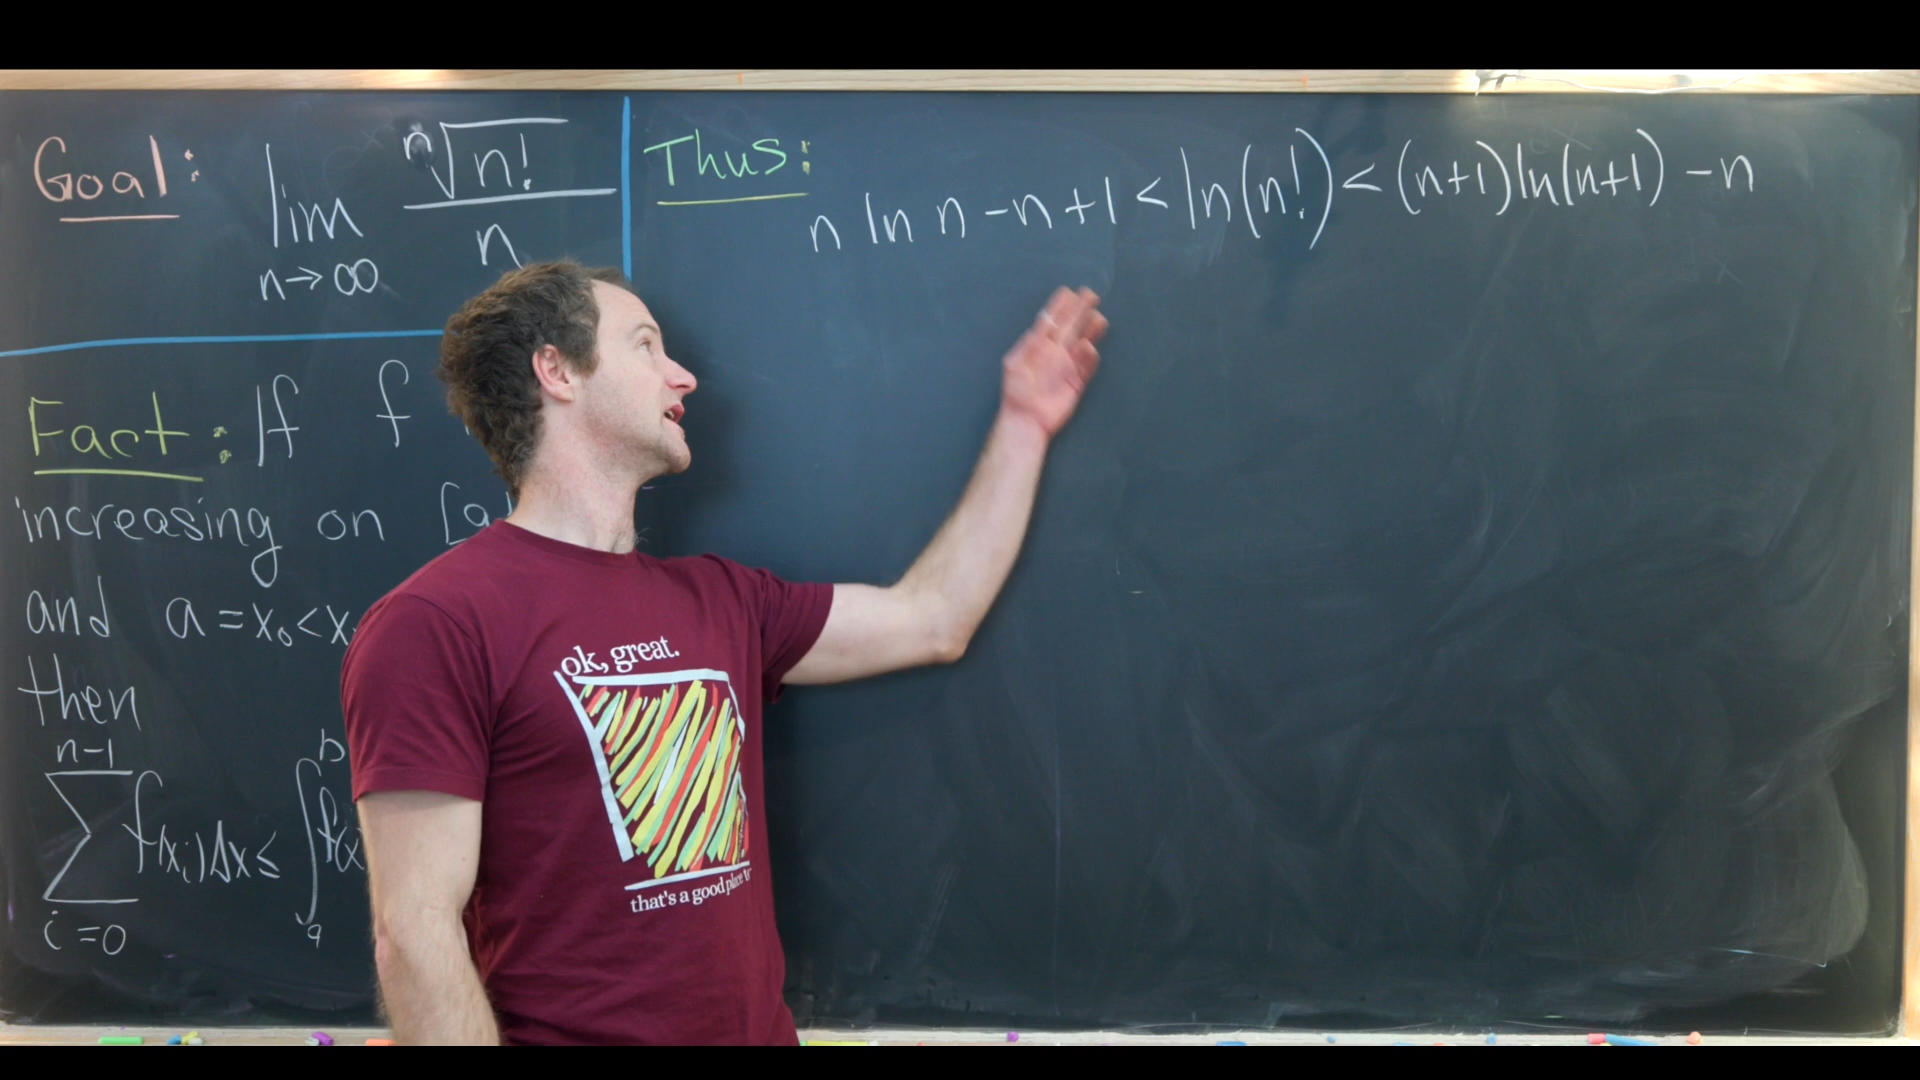 Goal: lim n→∞ ⁿ√n! / n
Thus:
n ln n - n + 1 < ln(n!) < (n+1)ln(n+1) - n
Fact: If f
increasing on [a
and a = x₀ < x
then
n-1 ∑ i=0 f(xᵢ)Δx ≤ ∫ₐᵇ f(x
ok, great.
that's a good place